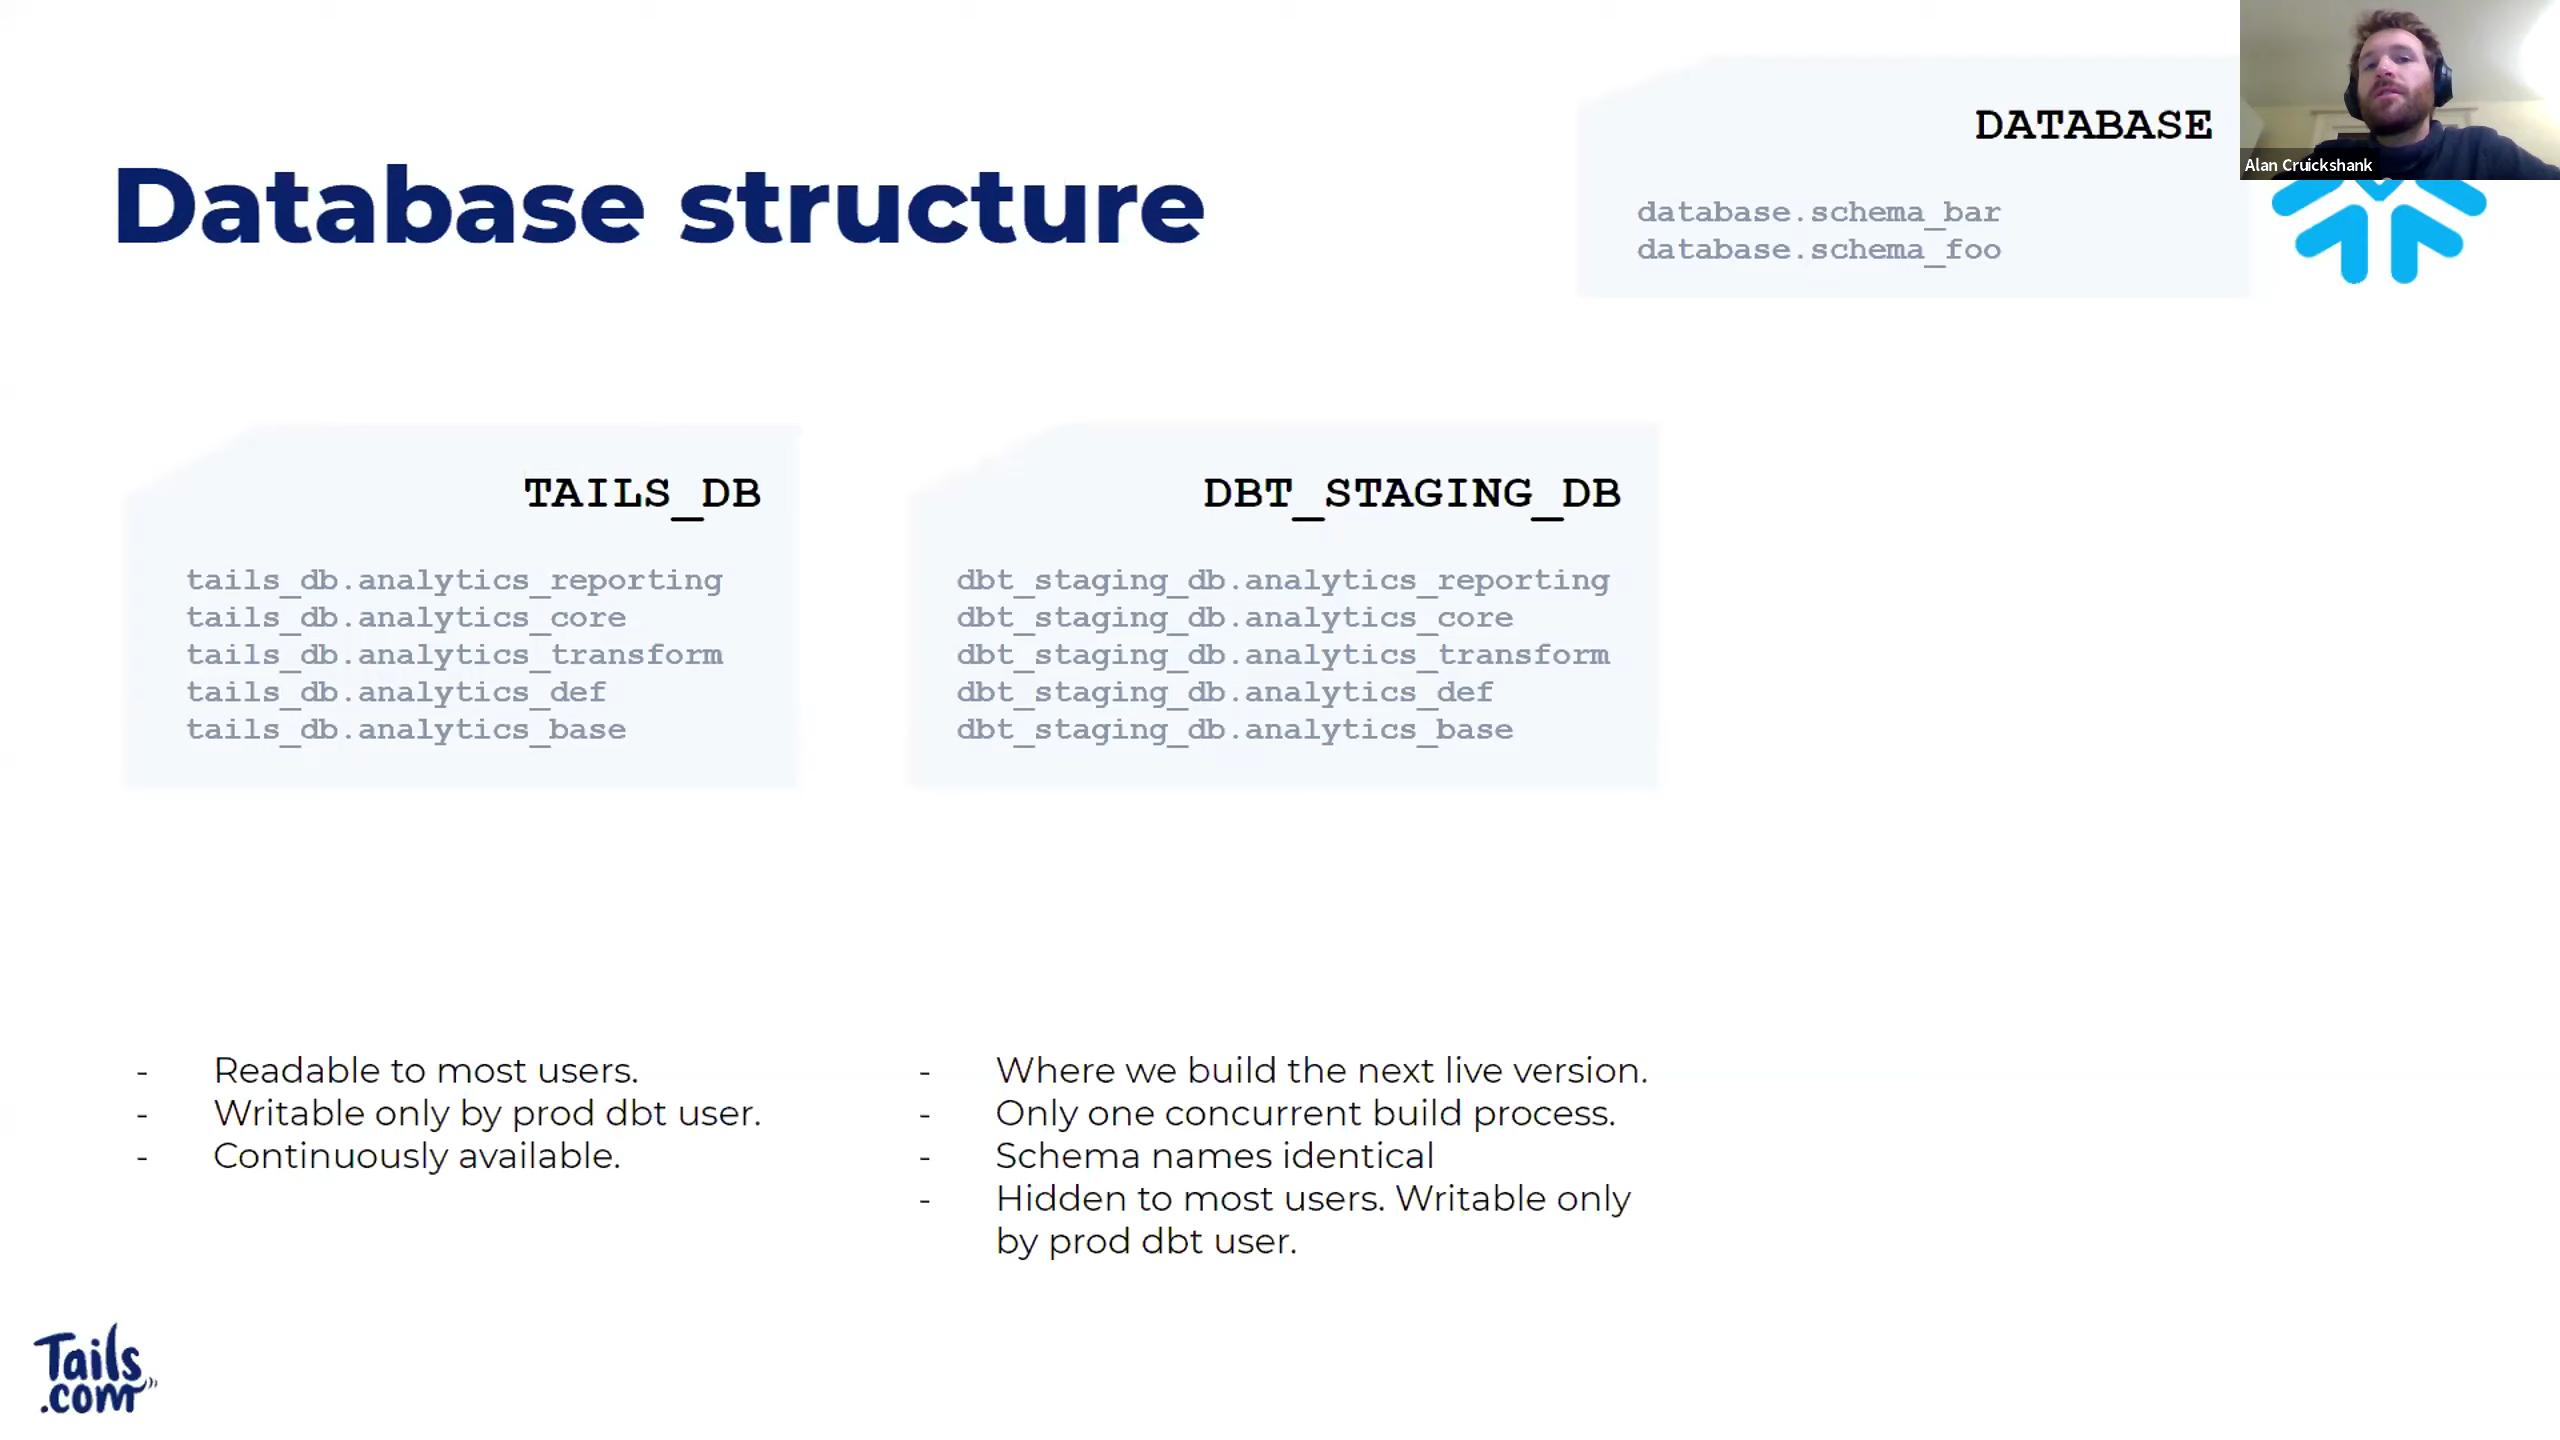 DATABASE
Alan Cruickshank
Database structure
database.schema_bar
database.schema_foo
TAILS_DB
tails_db.analytics_reporting
tails_db.analytics_core
tails_db.analytics_transform
tails_db.analytics_def
tails_db.analytics_base
DBT_STAGING_DB
dbt_staging_db.analytics_reporting
dbt_staging_db.analytics_core
dbt_staging_db.analytics_transform
dbt_staging_db.analytics_def
dbt_staging_db.analytics_base
- Readable to most users.
- Writable only by prod dbt user.
- Continuously available.
- Where we build the next live version.
- Only one concurrent build process.
- Schema names identical
- Hidden to most users. Writable only
by prod dbt user.
Tails
.com